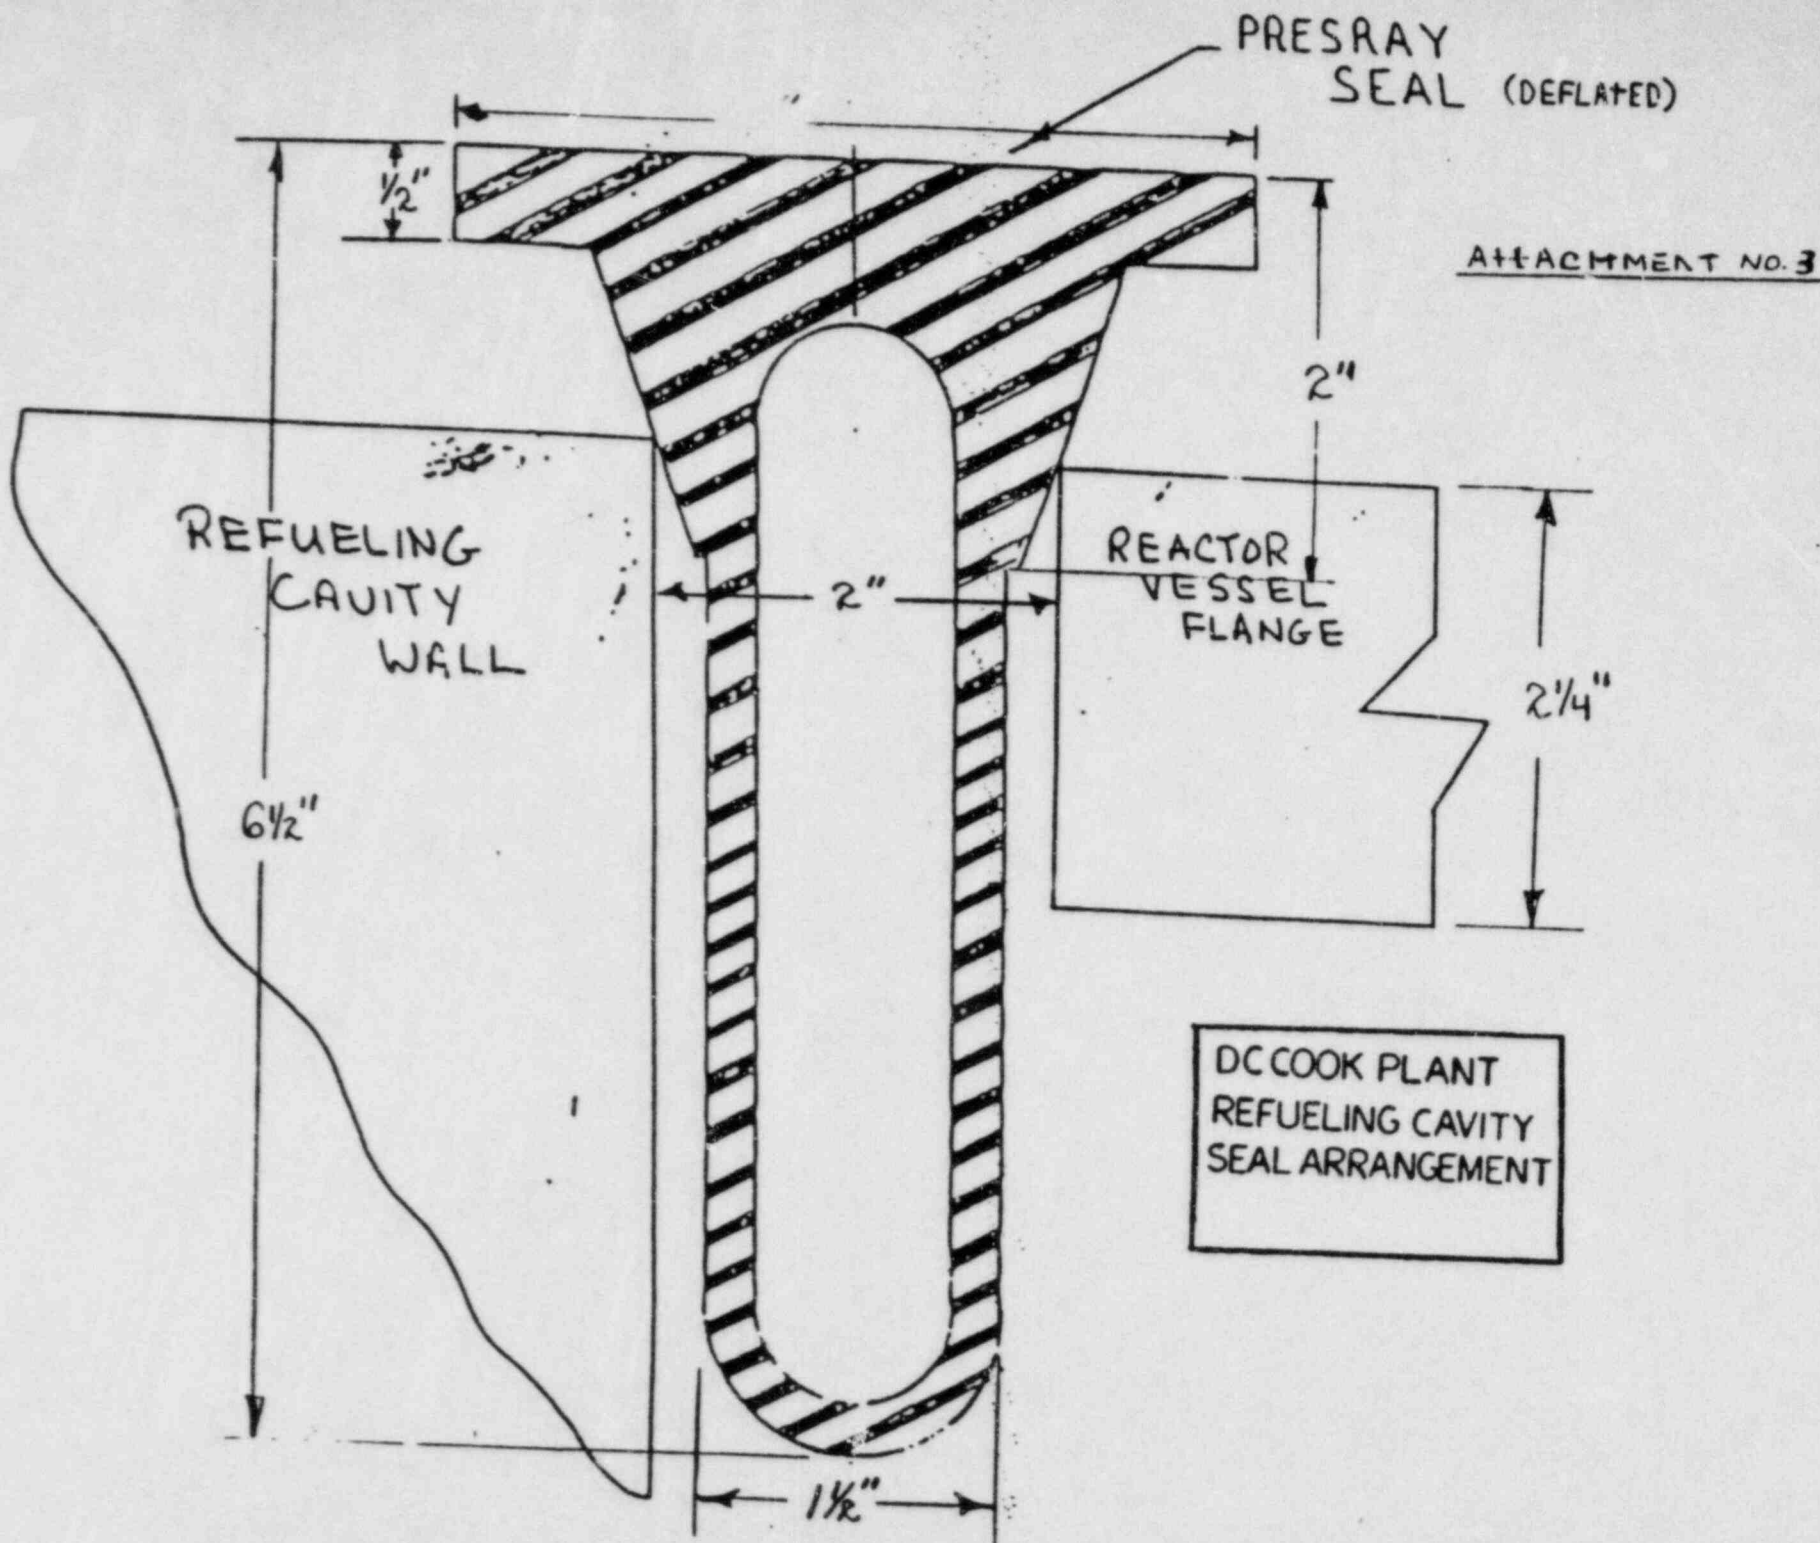 PRESRAY
SEAL (DEFLATED)
1/2"
ATTACHMENT NO. 3
2"
REFUELING
CAVITY
WALL
2"
REACTOR
VESSEL
FLANGE
2 1/4"
6 1/2"
DC COOK PLANT
REFUELING CAVITY
SEAL ARRANGEMENT
1 1/2"